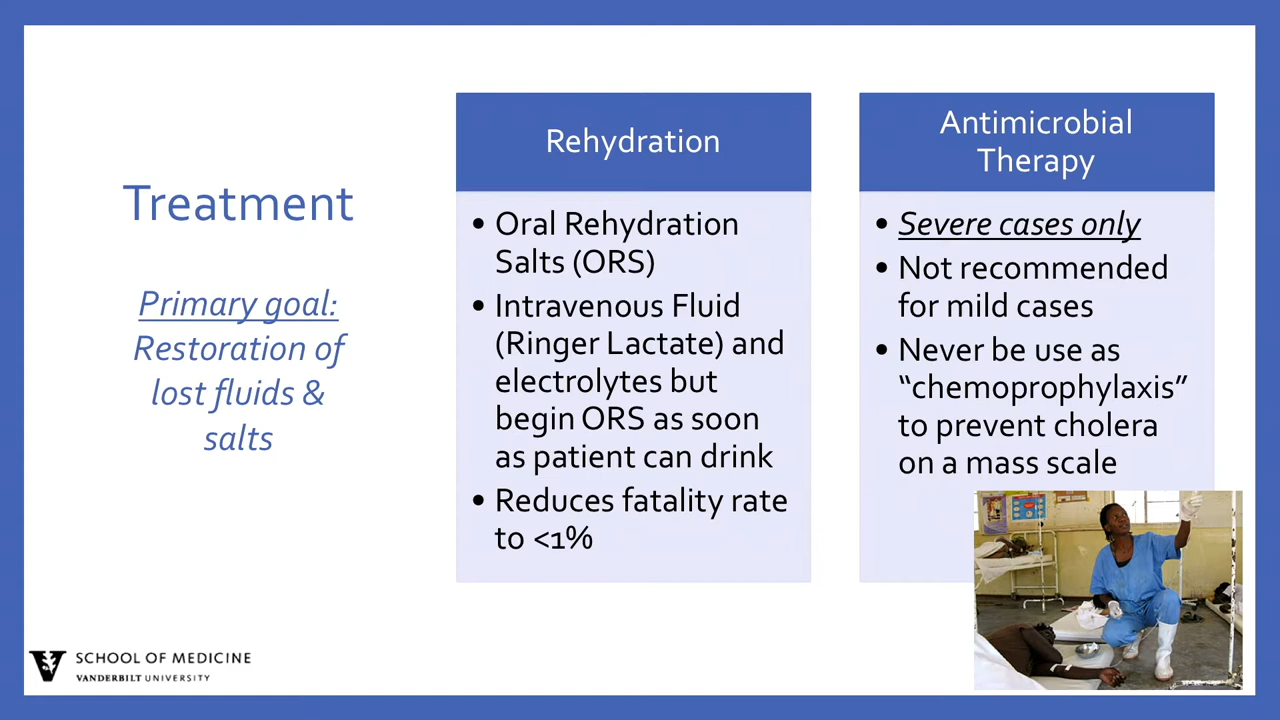 Treatment
Primary goal:
Restoration of
lost fluids &
salts
Rehydration
• Oral Rehydration
Salts (ORS)
• Intravenous Fluid
(Ringer Lactate) and
electrolytes but
begin ORS as soon
as patient can drink
• Reduces fatality rate
to <1%
Antimicrobial
Therapy
• Severe cases only
• Not recommended
for mild cases
• Never be use as
“chemoprophylaxis”
to prevent cholera
on a mass scale
SCHOOL OF MEDICINE
VANDERBILT UNIVERSITY